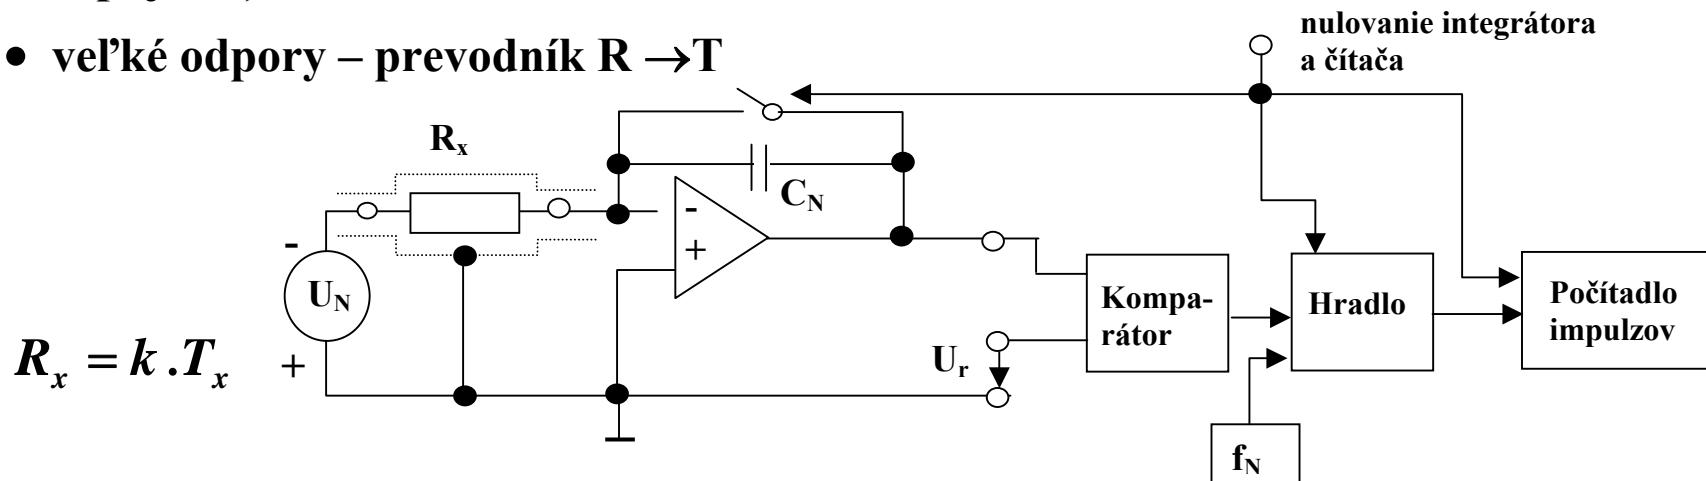 nulovanie integrátora
a čítača
• veľké odpory – prevodník R →T
Rx
CN
-
+
-
UN
+
Rx = k .Tx
Ur
Kompa-
rátor
Hradlo
Počítadlo
impulzov
fN